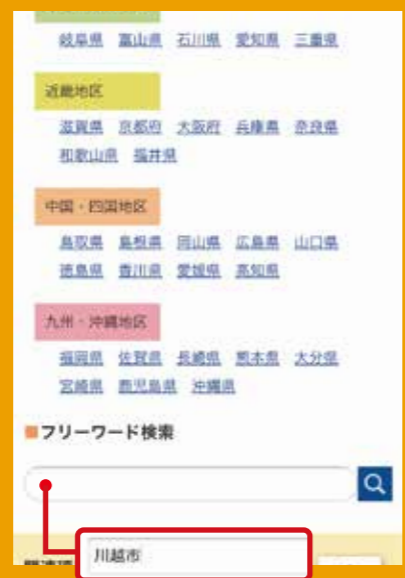 岐阜県 富山県 石川県 愛知県 三重県
近畿地区
滋賀県 京都府 大阪府 兵庫県 奈良県
和歌山県 福井県
中国・四国地区
鳥取県 島根県 岡山県 広島県 山口県
徳島県 香川県 愛媛県 高知県
九州・沖縄地区
福岡県 佐賀県 長崎県 熊本県 大分県
宮崎県 鹿児島県 沖縄県
フリーワード検索
川越市